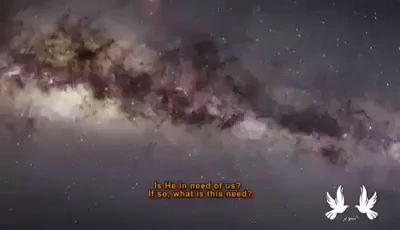 Is He in need of us?
If so, what is this need?